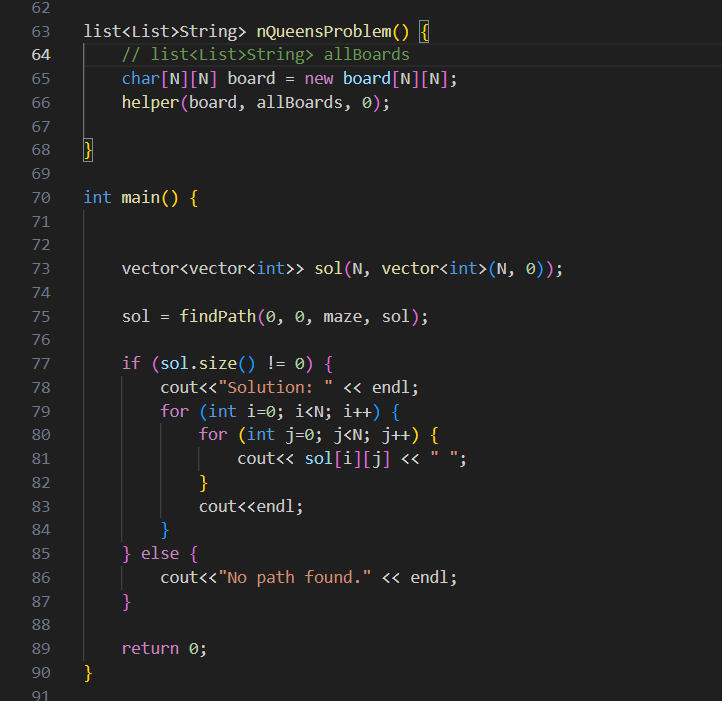 62
63 list<List>String> nQueensProblem() {
64     // list<List>String> allBoards
65     char[N][N] board = new board[N][N];
66     helper(board, allBoards, 0);
67
68 }
69
70 int main() {
71
72
73     vector<vector<int>> sol(N, vector<int>(N, 0));
74
75     sol = findPath(0, 0, maze, sol);
76
77     if (sol.size() != 0) {
78         cout<<"Solution: " << endl;
79         for (int i=0; i<N; i++) {
80             for (int j=0; j<N; j++) {
81                 cout<< sol[i][j] << " ";
82             }
83             cout<<endl;
84         }
85     } else {
86         cout<<"No path found." << endl;
87     }
88
89     return 0;
90 }
91